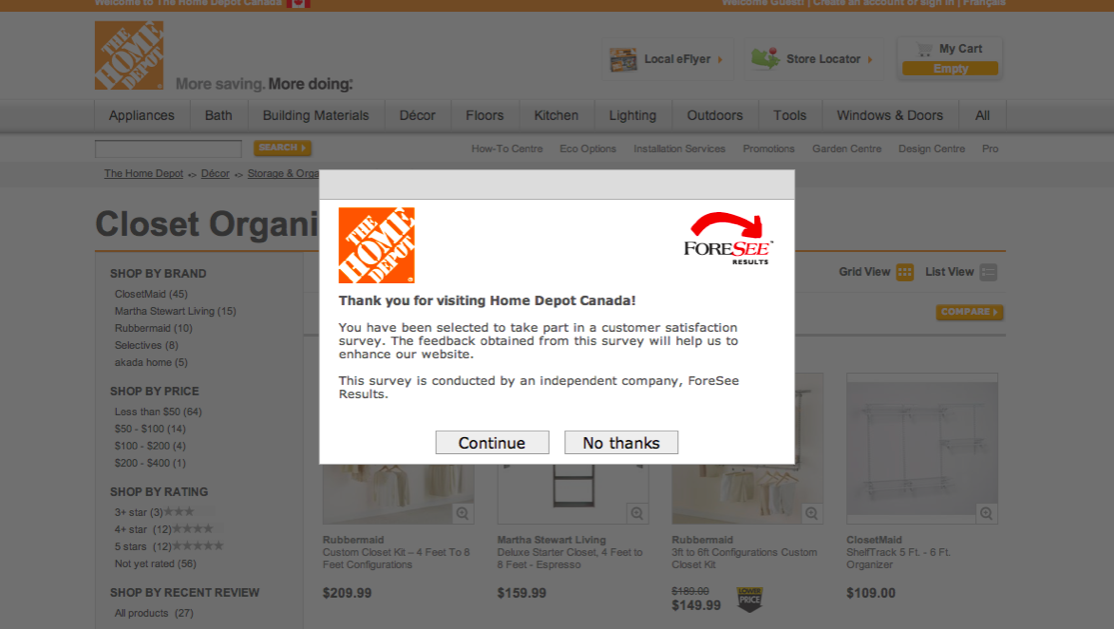 Welcome to The Home Depot Canada
Welcome Guest! | Create an account or sign in | Français
THE HOME DEPOT
More saving. More doing.
Local eFlyer
Store Locator
My Cart
Empty
Appliances
Bath
Building Materials
Décor
Floors
Kitchen
Lighting
Outdoors
Tools
Windows & Doors
All
SEARCH
How-To Centre
Eco Options
Installation Services
Promotions
Garden Centre
Design Centre
Pro
The Home Depot <> Décor <> Storage & Orga
Closet Organi
SHOP BY BRAND
ClosetMaid (45)
Martha Stewart Living (15)
Rubbermaid (10)
Selectives (8)
akada home (5)
SHOP BY PRICE
Less than $50 (64)
$50 - $100 (14)
$100 - $200 (4)
$200 - $400 (1)
SHOP BY RATING
3+ star (3)
4+ star (12)
5 stars (12)
Not yet rated (56)
SHOP BY RECENT REVIEW
All products (27)
Grid View
List View
COMPARE
THE HOME DEPOT
FORESEE
RESULTS
Thank you for visiting Home Depot Canada!
You have been selected to take part in a customer satisfaction
survey. The feedback obtained from this survey will help us to
enhance our website.
This survey is conducted by an independent company, ForeSee
Results.
Continue
No thanks
Rubbermaid
Custom Closet Kit – 4 Feet To 8
Feet Configurations
$209.99
Martha Stewart Living
Deluxe Starter Closet, 4 Feet to
8 Feet - Espresso
$159.99
Rubbermaid
3ft to 6ft Configurations Custom
Closet Kit
$189.00
$149.99
LOWER
PRICE
ClosetMaid
ShelfTrack 5 Ft. - 6 Ft.
Organizer
$109.00